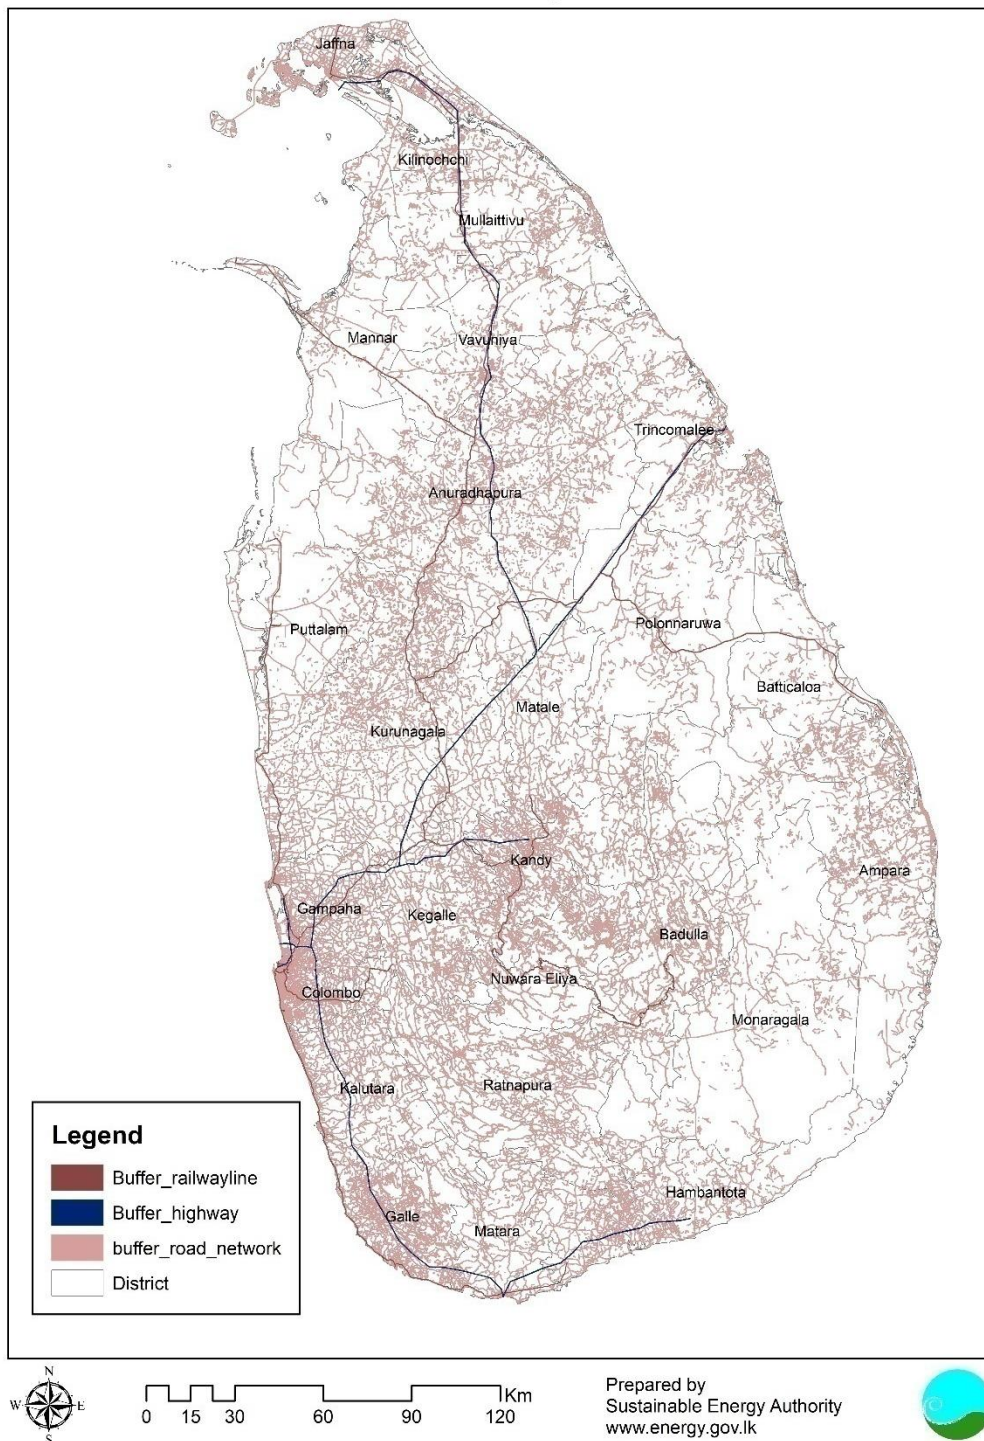 Jaffna
Kilinochchi
Mullaittivu
Mannar
Vavuniya
Trincomalee
Anuradhapura
Puttalam
Polonnaruwa
Batticaloa
Matale
Kurunagala
Kandy
Ampara
Gampaha
Kegalle
Badulla
Nuwara Eliya
Colombo
Monaragala
Kalutara
Ratnapura
Hambantota
Galle
Matara
Legend
Buffer_railwayline
Buffer_highway
buffer_road_network
District
N
W E
S
Km
0 15 30 60 90 120
Prepared by
Sustainable Energy Authority
www.energy.gov.lk
©